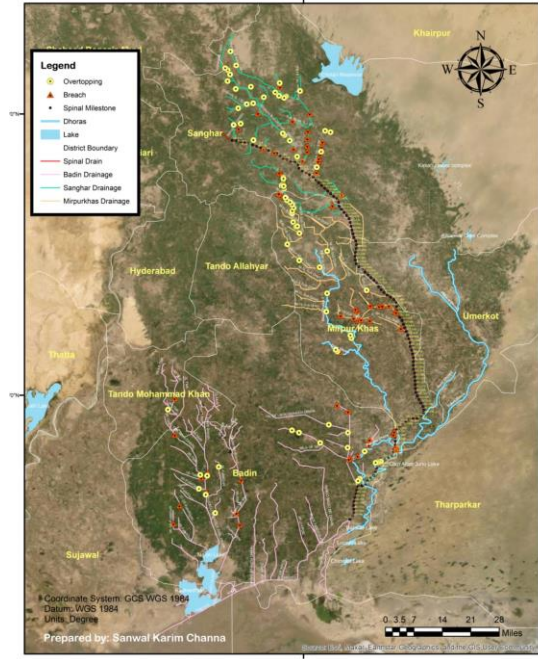 Khairpur
N
W
E
S
Legend
Overtopping
Breach
Spinal Milestone
Dhoras
Lake
District Boundary
Spinal Drain
Badin Drainage
Sanghar Drainage
Mirpurkhas Drainage
Sanghar
Hyderabad
Tando Allahyar
Umerkot
Mirpur Khas
Thatta
Tando Mohammad Khan
Badin
Tharparkar
Sujawal
Coordinate System: GCS WGS 1984
Datum: WGS 1984
Units: Degree
Prepared by: Sanwal Karim Channa
0 3.5 7 14 21 28
Miles